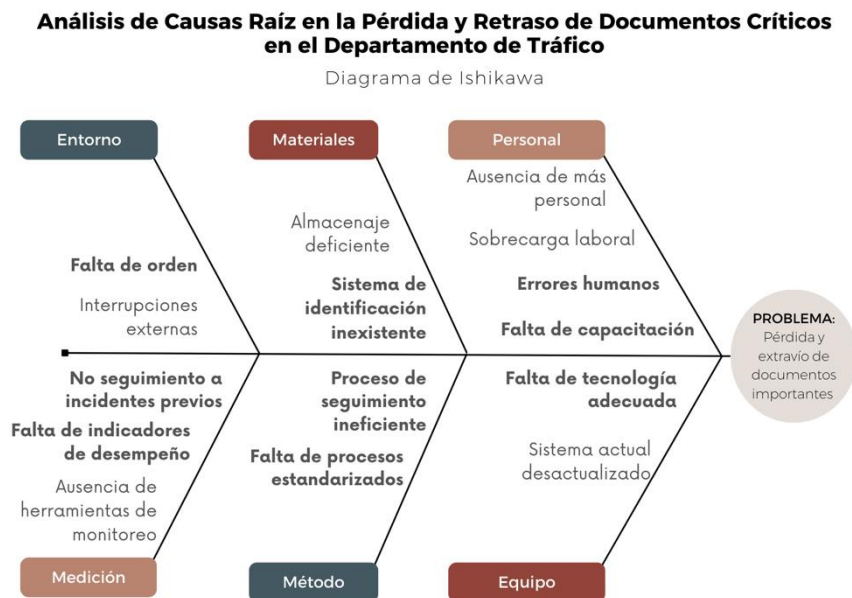 Análisis de Causas Raíz en la Pérdida y Retraso de Documentos Críticos
en el Departamento de Tráfico
Diagrama de Ishikawa
Entorno
Materiales
Personal
Falta de orden
Interrupciones
externas
Almacenaje
deficiente
Sistema de
identificación
inexistente
Ausencia de más
personal
Sobrecarga laboral
Errores humanos
Falta de capacitación
PROBLEMA:
Pérdida y
extravío de
documentos
importantes
No seguimiento a
incidentes previos
Falta de indicadores
de desempeño
Ausencia de
herramientas de
monitoreo
Proceso de
seguimiento
ineficiente
Falta de procesos
estandarizados
Falta de tecnología
adecuada
Sistema actual
desactualizado
Medición
Método
Equipo